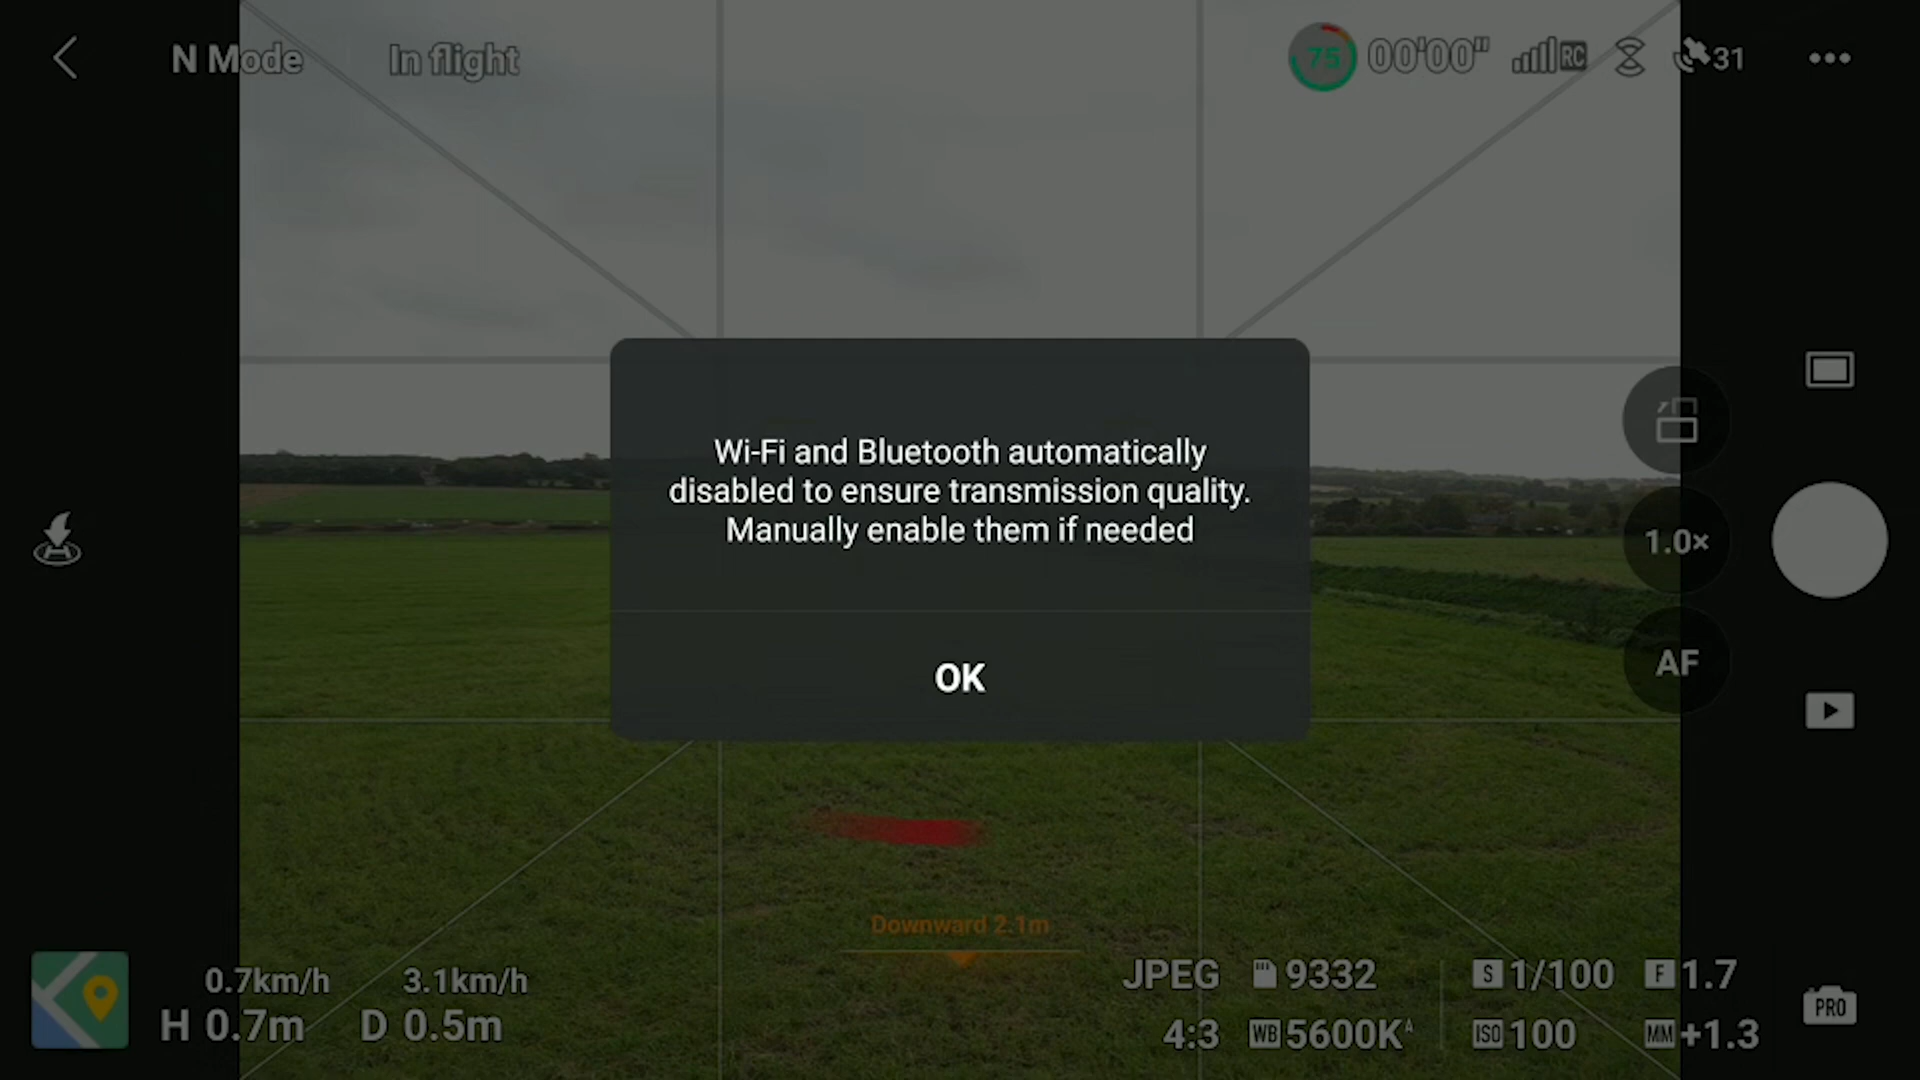 N Mode
In flight
75 00'00" RC 31
Wi-Fi and Bluetooth automatically
disabled to ensure transmission quality.
Manually enable them if needed
OK
1.0×
AF
Downward 2.1m
0.7km/h 3.1km/h
H 0.7m D 0.5m
JPEG 9332 S 1/100 F 1.7
4:3 WB 5600K A ISO 100 MM +1.3
PRO